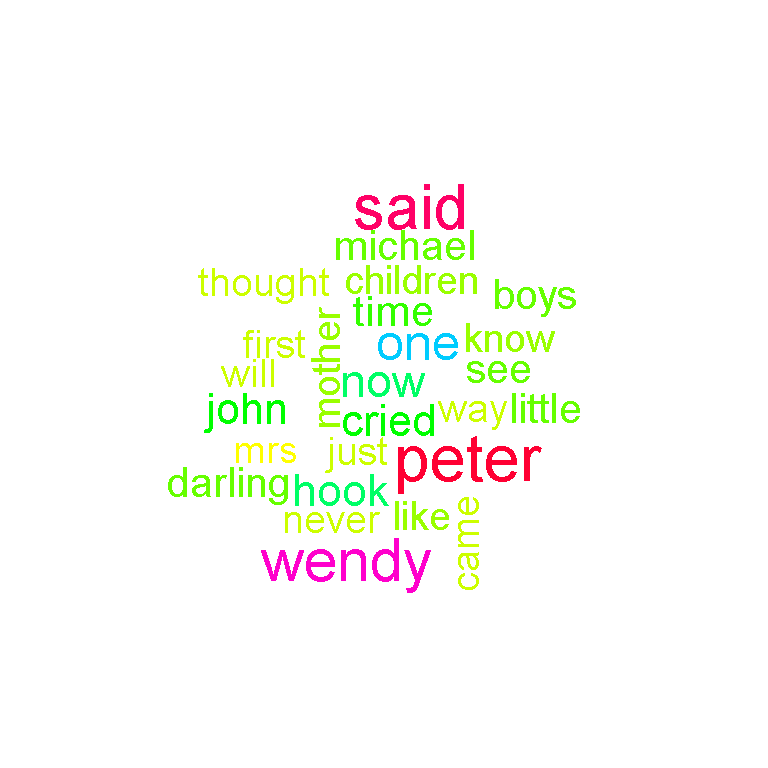 said
michael
thought
children
boys
time
mother
first
one
know
will
now
see
john
cried
way
little
mrs
just
peter
darling
hook
never
like
came
wendy